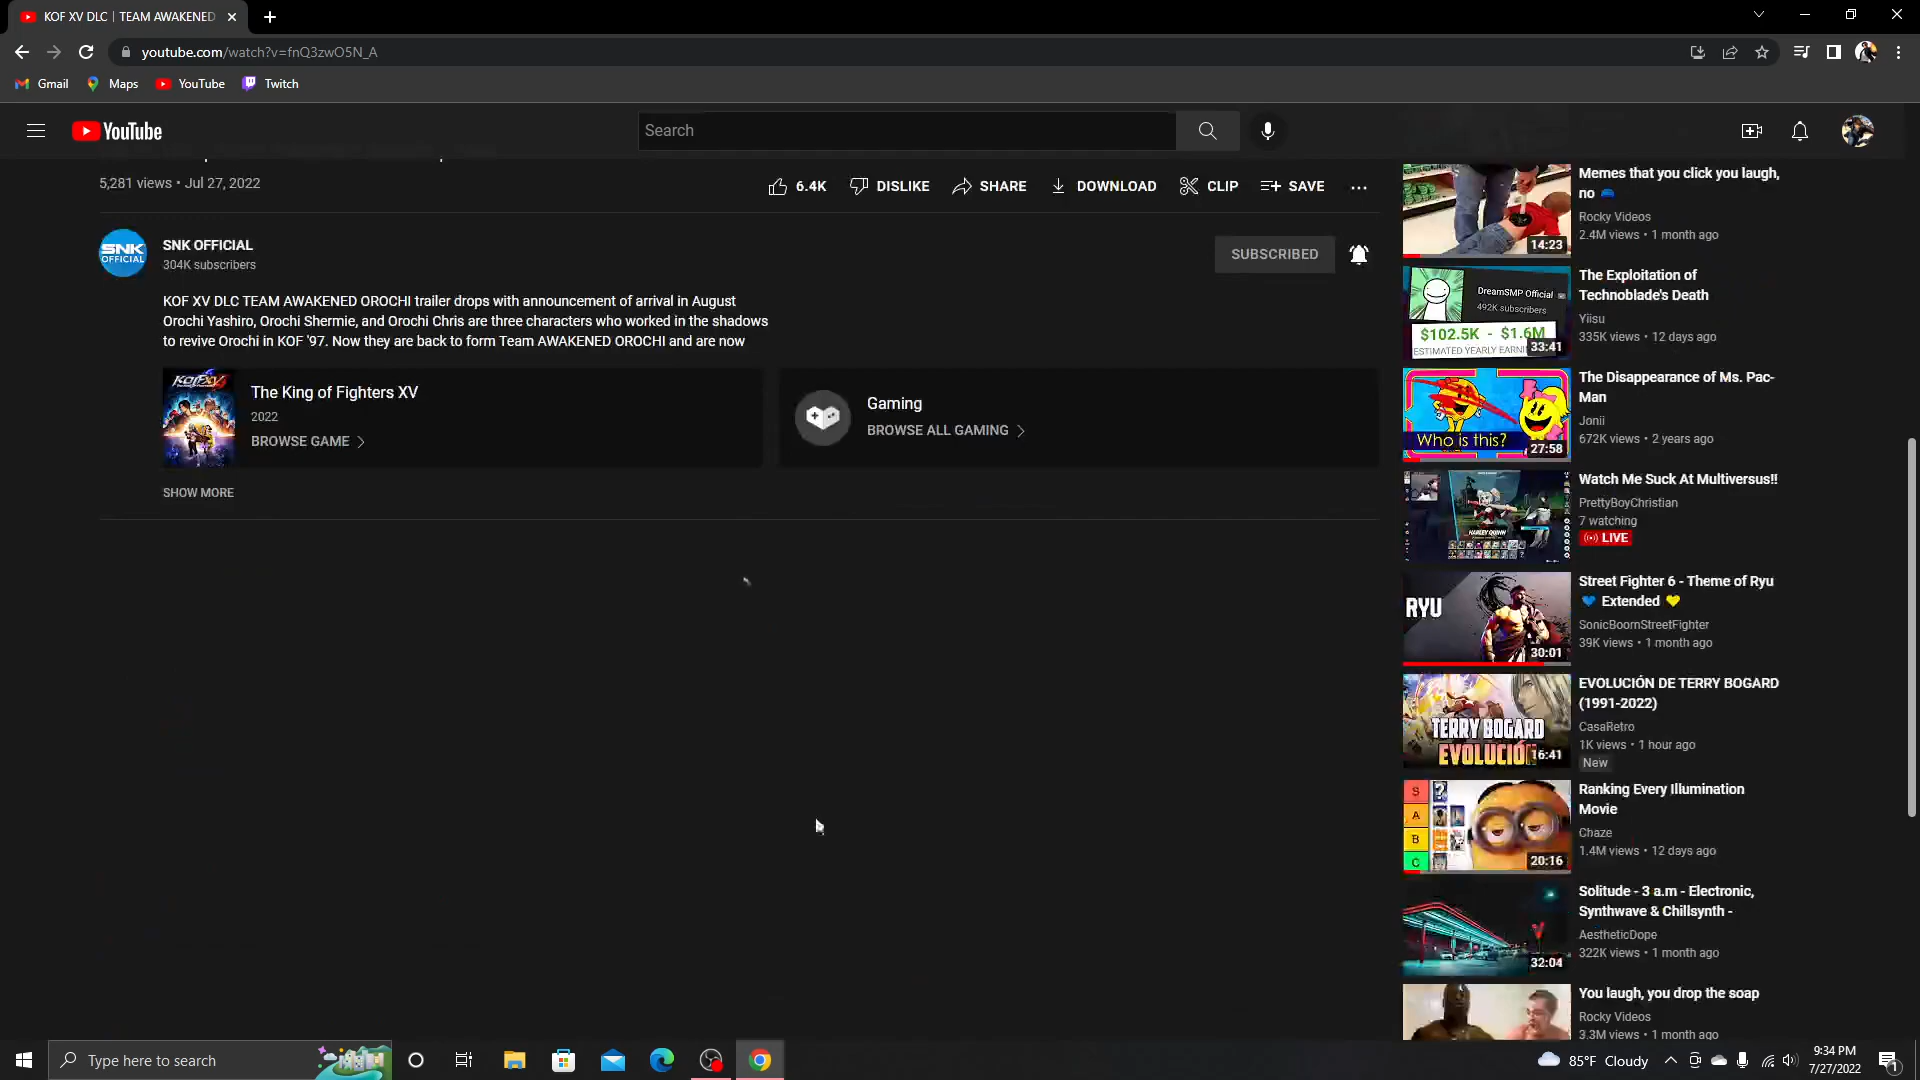 KOF XV DLC | TEAM AWAKENED
youtube.com/watch?v=fnQ3zwO5N_A
Gmail
Maps
YouTube
Twitch
YouTube
Search
5,281 views • Jul 27, 2022
6.4K
DISLIKE
SHARE
DOWNLOAD
CLIP
SAVE
SNK OFFICIAL
SNK OFFICIAL
304K subscribers
SUBSCRIBED
KOF XV DLC TEAM AWAKENED OROCHI trailer drops with announcement of arrival in August
Orochi Yashiro, Orochi Shermie, and Orochi Chris are three characters who worked in the shadows
to revive Orochi in KOF '97. Now they are back to form Team AWAKENED OROCHI and are now
KOFXV
The King of Fighters XV
2022
BROWSE GAME
Gaming
BROWSE ALL GAMING
SHOW MORE
14:23
Memes that you click you laugh,
no
Rocky Videos
2.4M views • 1 month ago
DreamSMP Official
492K subscribers
$102.5K - $1.6M
ESTIMATED YEARLY EARNIN
33:41
The Exploitation of
Technoblade's Death
Yiisu
335K views • 12 days ago
Who is this?
27:58
The Disappearance of Ms. Pac-
Man
Jonii
672K views • 2 years ago
HARLEY QUINN
Watch Me Suck At Multiversus!!
PrettyBoyChristian
7 watching
LIVE
RYU
30:01
Street Fighter 6 - Theme of Ryu
Extended
SonicBoomStreetFighter
39K views • 1 month ago
TERRY BOGARD
EVOLUCIÓN
16:41
EVOLUCIÓN DE TERRY BOGARD
(1991-2022)
CasaRetro
1K views • 1 hour ago
New
S
A
B
C
?
20:16
Ranking Every Illumination
Movie
Chaze
1.4M views • 12 days ago
32:04
Solitude - 3 a.m - Electronic,
Synthwave & Chillsynth -
AestheticDope
322K views • 1 month ago
You laugh, you drop the soap
Rocky Videos
3.3M views • 1 month ago
Type here to search
85°F Cloudy
9:34 PM
7/27/2022
1